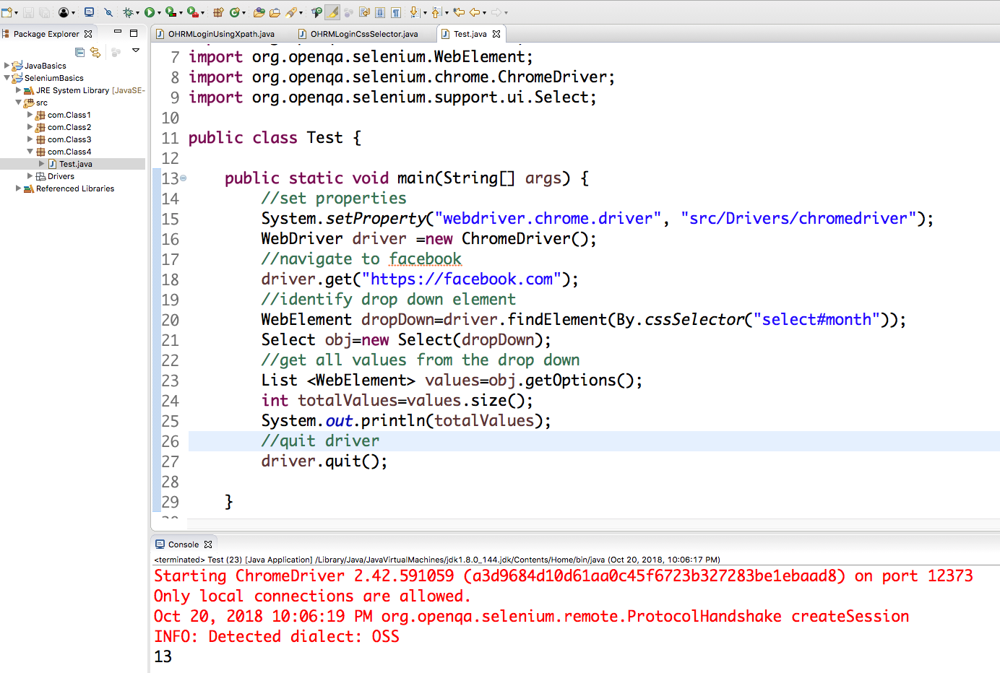 Package Explorer
JavaBasics
SeleniumBasics
JRE System Library [JavaSE-
src
com.Class1
com.Class2
com.Class3
com.Class4
Test.java
Drivers
Referenced Libraries
OHRMLoginUsingXpath.java OHRMLoginCssSelector.java Test.java
7 import org.openqa.selenium.WebElement;
8 import org.openqa.selenium.chrome.ChromeDriver;
9 import org.openqa.selenium.support.ui.Select;
10
11 public class Test {
12
13 public static void main(String[] args) {
14 //set properties
15 System.setProperty("webdriver.chrome.driver", "src/Drivers/chromedriver");
16 WebDriver driver =new ChromeDriver();
17 //navigate to facebook
18 driver.get("https://facebook.com");
19 //identify drop down element
20 WebElement dropDown=driver.findElement(By.cssSelector("select#month"));
21 Select obj=new Select(dropDown);
22 //get all values from the drop down
23 List <WebElement> values=obj.getOptions();
24 int totalValues=values.size();
25 System.out.println(totalValues);
26 //quit driver
27 driver.quit();
28
29 }
Console
<terminated> Test (23) [Java Application] /Library/Java/JavaVirtualMachines/jdk1.8.0_144.jdk/Contents/Home/bin/java (Oct 20, 2018, 10:06:17 PM)
Starting ChromeDriver 2.42.591059 (a3d9684d10d61aa0c45f6723b327283be1ebaad8) on port 12373
Only local connections are allowed.
Oct 20, 2018 10:06:19 PM org.openqa.selenium.remote.ProtocolHandshake createSession
INFO: Detected dialect: OSS
13